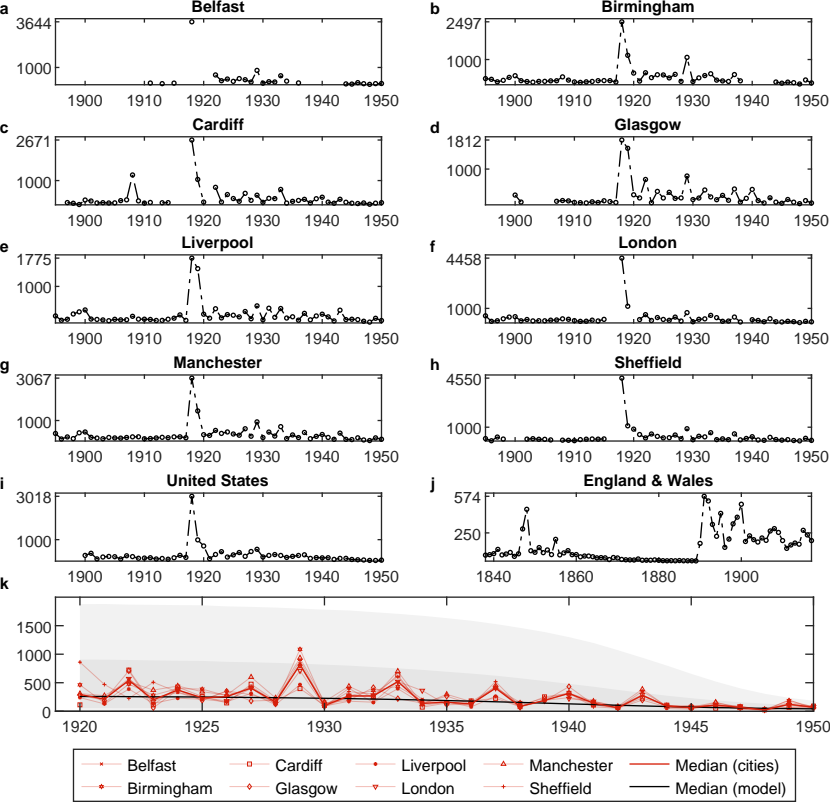 a Belfast b Birmingham
3644 2497
1000 1000
1900 1910 1920 1930 1940 1950 1900 1910 1920 1930 1940 1950
c Cardiff d Glasgow
2671 1812
1000 1000
1900 1910 1920 1930 1940 1950 1900 1910 1920 1930 1940 1950
e Liverpool f London
1775 4458
1000 1000
1900 1910 1920 1930 1940 1950 1900 1910 1920 1930 1940 1950
g Manchester h Sheffield
3067 4550
1000 1000
1900 1910 1920 1930 1940 1950 1900 1910 1920 1930 1940 1950
i United States j England & Wales
3018 574
1000 250
1900 1910 1920 1930 1940 1950 1840 1860 1880 1900
k
1500
1000
500
0
1920 1925 1930 1935 1940 1945 1950
Belfast Cardiff Liverpool Manchester Median (cities)
Birmingham Glasgow London Sheffield Median (model)